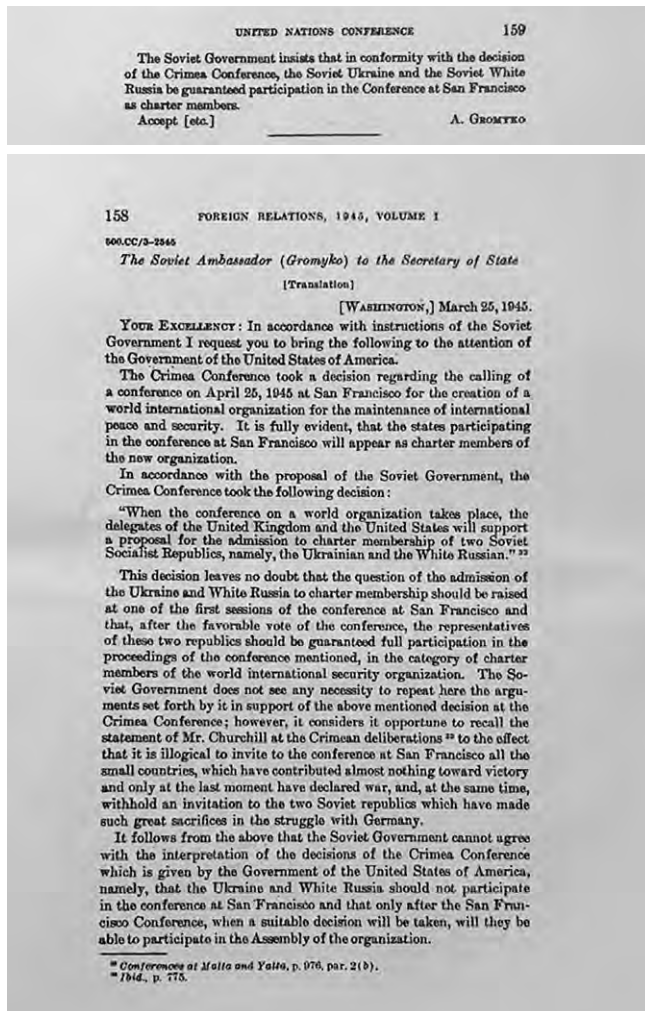 UNITED NATIONS CONFERENCE 159
The Soviet Government insists that in conformity with the decision
of the Crimea Conference, the Soviet Ukraine and the Soviet White
Russia be guaranteed participation in the Conference at San Francisco
as charter members.
Accept [etc.] A. GROMYKO
158 FOREIGN RELATIONS, 1945, VOLUME I
500.CC/3-2545
The Soviet Ambassador (Gromyko) to the Secretary of State
[Translation]
[WASHINGTON,] March 25, 1945.
YOUR EXCELLENCY: In accordance with instructions of the Soviet
Government I request you to bring the following to the attention of
the Government of the United States of America.
The Crimea Conference took a decision regarding the calling of
a conference on April 25, 1945 at San Francisco for the creation of a
world international organization for the maintenance of international
peace and security. It is fully evident, that the states participating
in the conference at San Francisco will appear as charter members of
the new organization.
In accordance with the proposal of the Soviet Government, the
Crimea Conference took the following decision:
"When the conference on a world organization takes place, the
delegates of the United Kingdom and the United States will support
a proposal for the admission to charter membership of two Soviet
Socialist Republics, namely, the Ukrainian and the White Russian."
This decision leaves no doubt that the question of the admission of
the Ukraine and White Russia to charter membership should be raised
at one of the first sessions of the conference at San Francisco and
that, after the favorable vote of the conference, the representatives
of these two republics should be guaranteed full participation in the
proceedings of the conference mentioned, in the category of charter
members of the world international security organization. The So-
viet Government does not see any necessity to repeat here the argu-
ments set forth by it in support of the above mentioned decision at the
Crimea Conference; however, it considers it opportune to recall the
statement of Mr. Churchill at the Crimean deliberations to the effect
that it is illogical to invite to the conference at San Francisco all the
small countries, which have contributed almost nothing toward victory
and only at the last moment have declared war, and, at the same time,
withhold an invitation to the two Soviet republics which have made
such great sacrifices in the struggle with Germany.
It follows from the above that the Soviet Government cannot agree
with the interpretation of the decisions of the Crimea Conference
which is given by the Government of the United States of America,
namely, that the Ukraine and White Russia should not participate
in the conference at San Francisco and that only after the San Fran-
cisco Conference, when a suitable decision will be taken, will they be
able to participate in the Assembly of the organization.
Conferences at Malta and Yalta, p. 976, par. 2(b).
Ibid., p. 775.